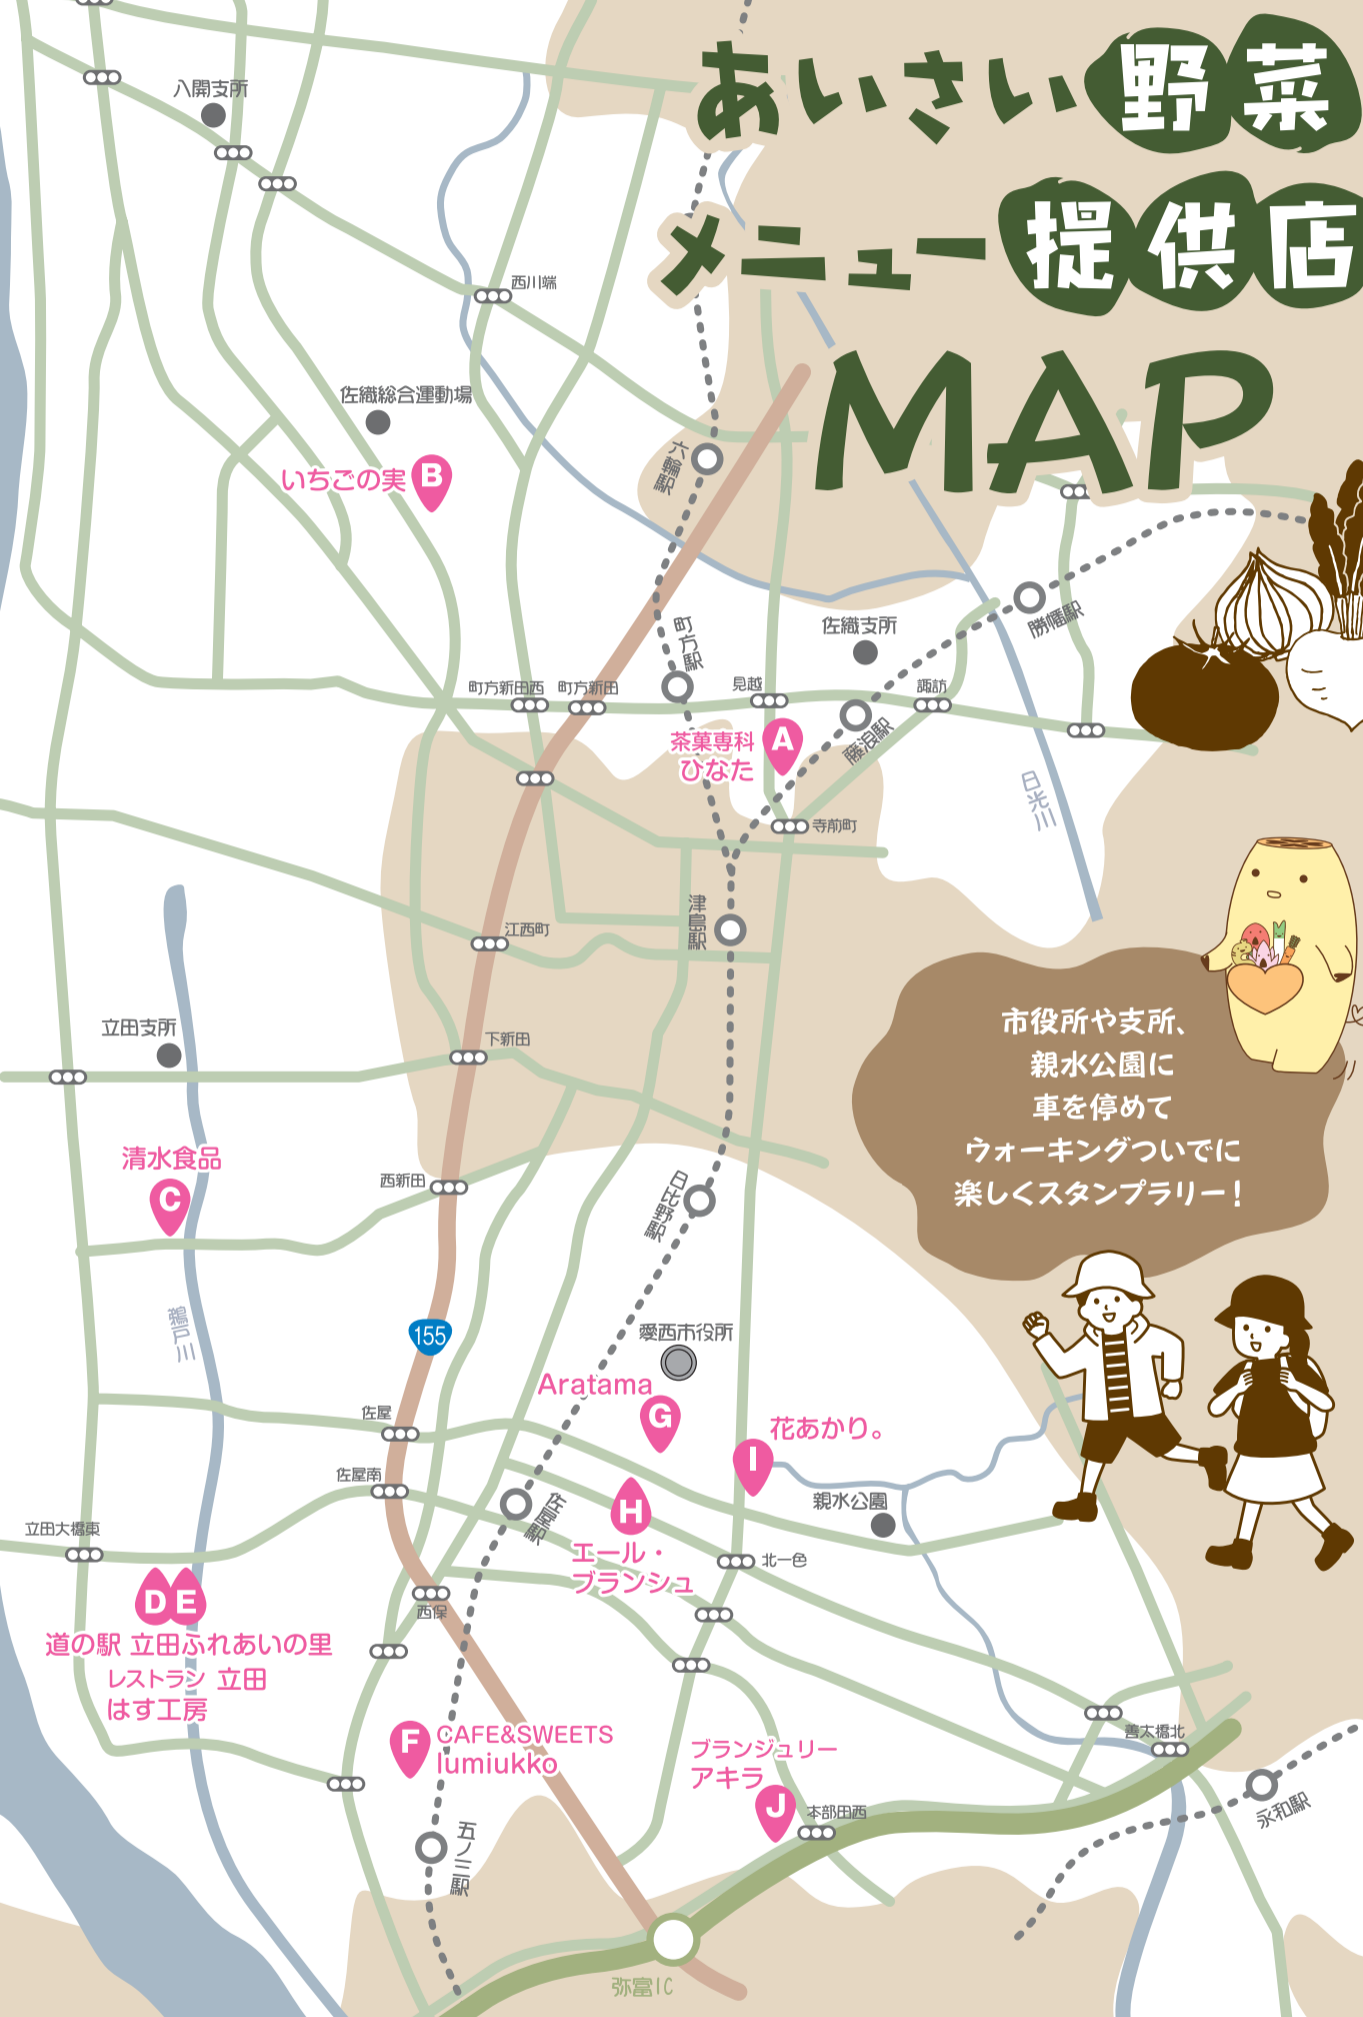 あいさい野菜
メニュー提供店
MAP
八開支所
西川端
佐織総合運動場
いちごの実
B
六輪駅
勝幡駅
町方駅
佐織支所
町方新田西
町方新田
見越
諏訪
茶菓専科
ひなた
A
藤浪駅
日光川
寺前町
津島駅
江西町
立田支所
下新田
市役所や支所、
親水公園に
車を停めて
ウォーキングついでに
楽しくスタンプラリー！
清水食品
C
西新田
日比野駅
鵜戸川
155
愛西市役所
Aratama
G
佐屋
花あかり。
I
佐屋南
佐屋駅
親水公園
H
エール・
ブランシュ
立田大橋東
北一色
D E
西保
道の駅 立田ふれあいの里
レストラン 立田
はす工房
F
CAFE&SWEETS
lumiukko
ブランジュリー
アキラ
J
善太橋北
本部田西
永和駅
五ノ三駅
弥富IC